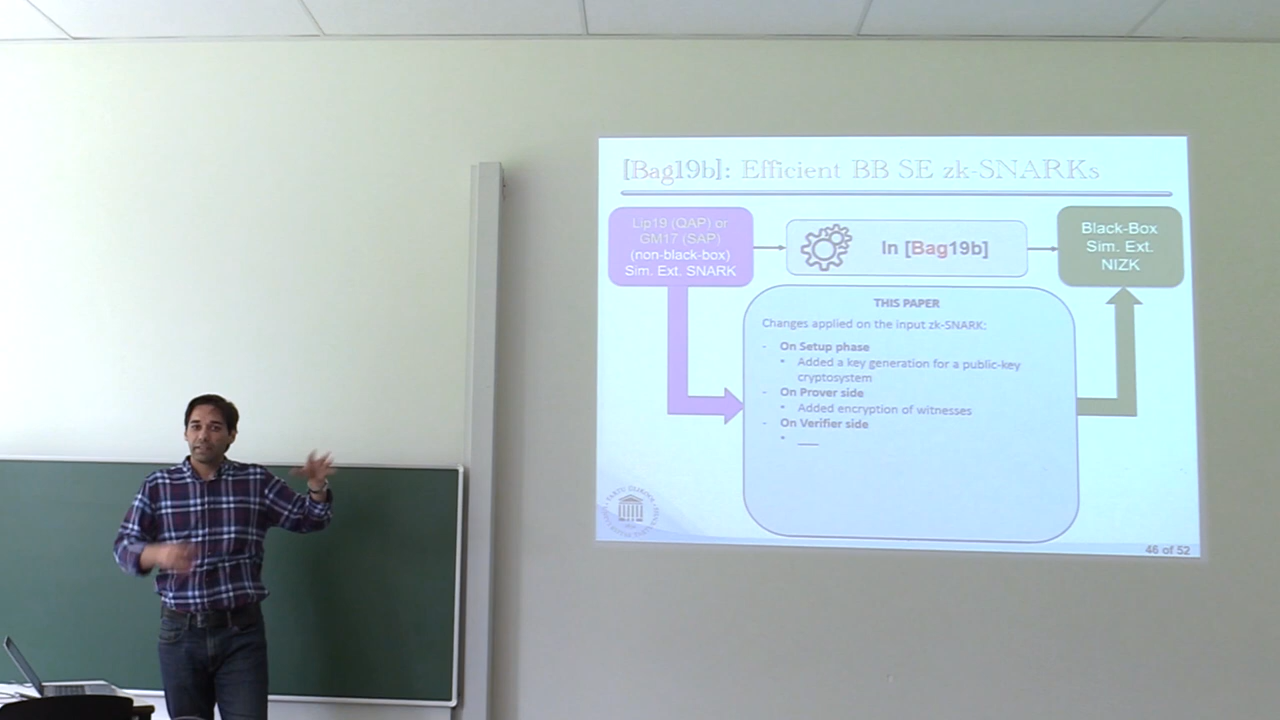 [Bag19b]: Efficient BB SE zk-SNARKs
Lip19 (QAP) or
GM17 (SAP)
(non-black-box)
Sim. Ext. SNARK
In [Bag19b]
Black-Box
Sim. Ext.
NIZK
THIS PAPER
Changes applied on the input zk-SNARK:
- On Setup phase
• Added a key generation for a public-key
cryptosystem
- On Prover side
• Added encryption of witnesses
- On Verifier side
• ___
46 of 52